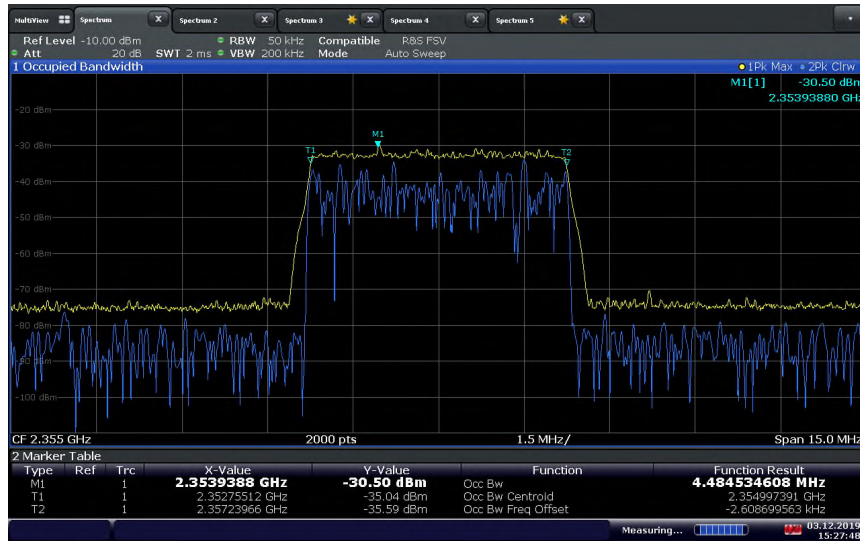 MultiView Spectrum X Spectrum 2 X Spectrum 3 X Spectrum 4 X Spectrum 5 X
Ref Level -10.00 dBm RBW 50 kHz Compatible R&S FSV
Att 20 dB SWT 2 ms VBW 200 kHz Mode Auto Sweep
1 Occupied Bandwidth 1Pk Max 2Pk Clrw
M1[1] -30.50 dBm
2.35393880 GHz
-20 dBm
M1
-30 dBm
T1 T2
-40 dBm
-50 dBm
-60 dBm
-70 dBm
-80 dBm
-90 dBm
-100 dBm
CF 2.355 GHz 2000 pts 1.5 MHz/ Span 15.0 MHz
2 Marker Table
Type Ref Trc X-Value Y-Value Function Function Result
M1 1 2.3539388 GHz -30.50 dBm Occ Bw 4.484534608 MHz
T1 1 2.35275512 GHz -35.04 dBm Occ Bw Centroid 2.354997391 GHz
T2 1 2.35723966 GHz -35.59 dBm Occ Bw Freq Offset -2.608699563 kHz
Measuring... 03.12.2019
15:27:48